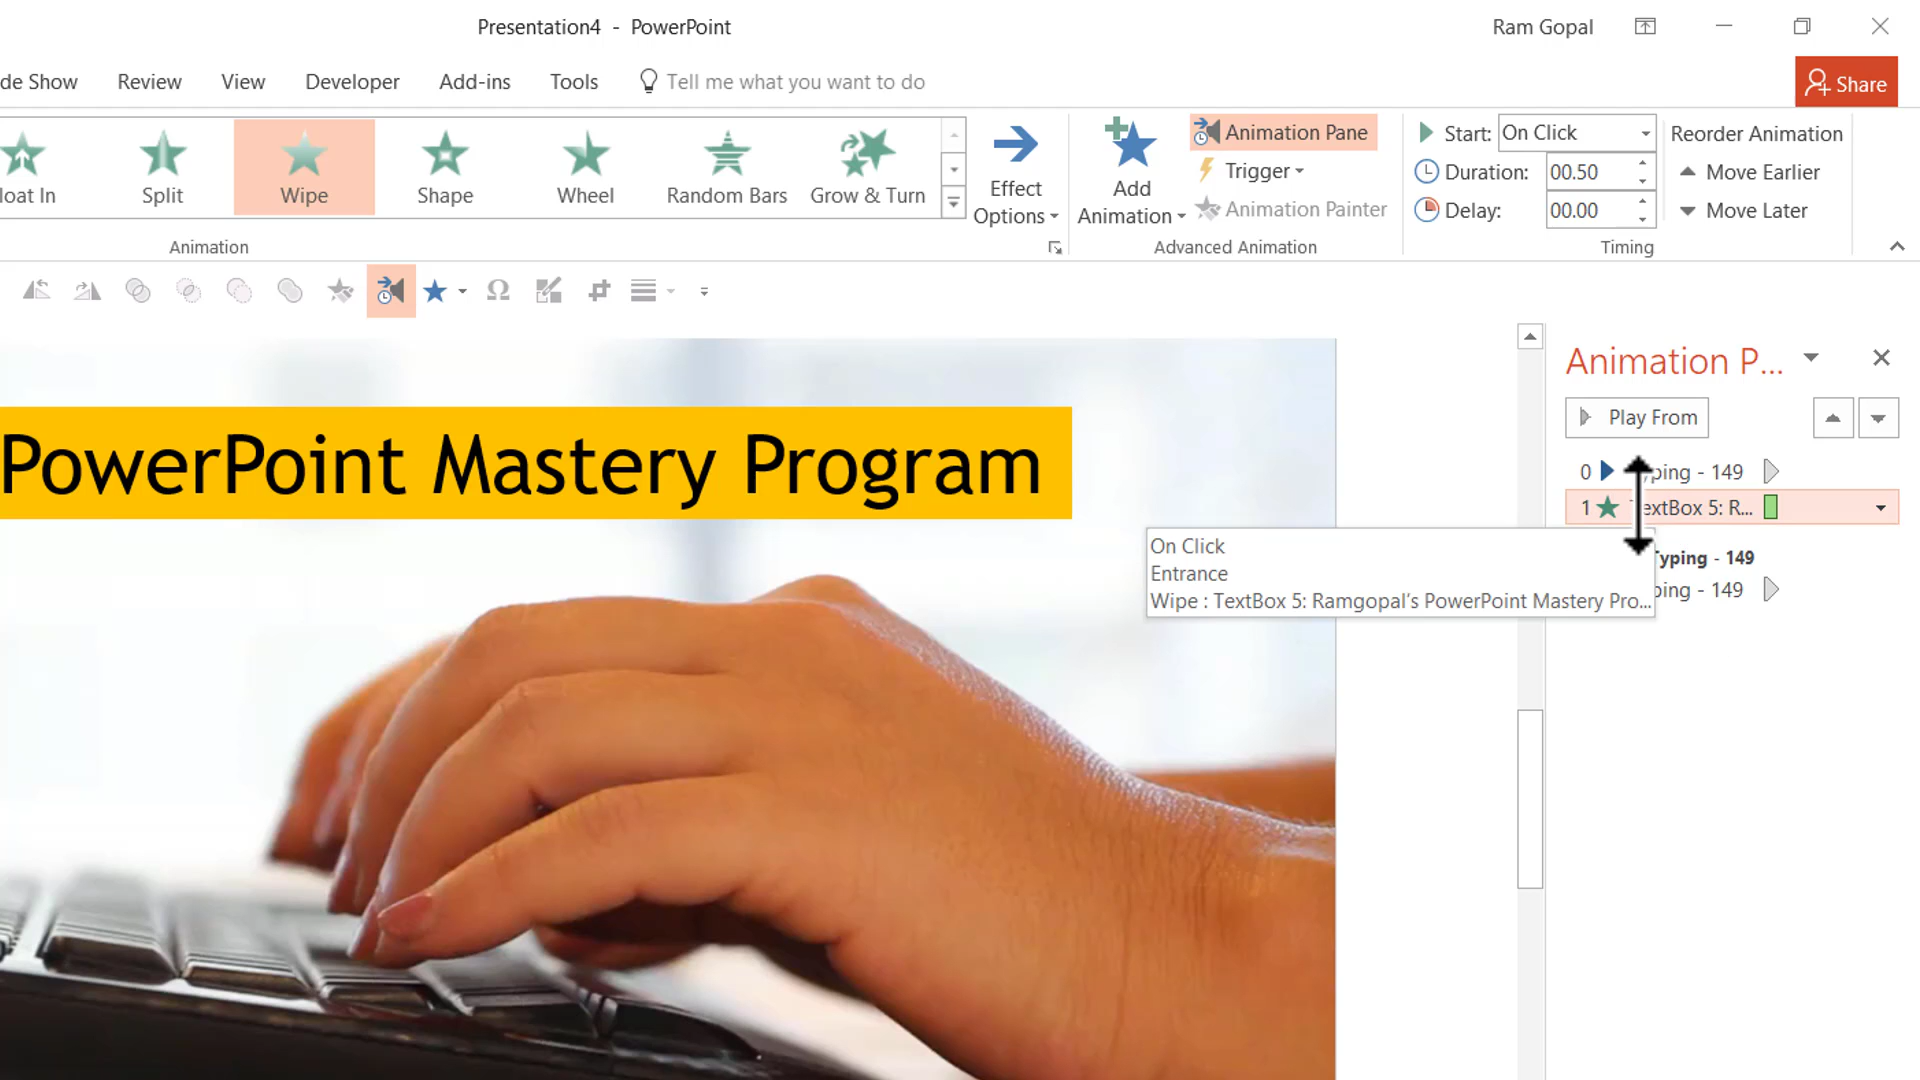 Presentation4 - PowerPoint
Ram Gopal
de Show Review View Developer Add-ins Tools Tell me what you want to do
Share
loat In Split Wipe Shape Wheel Random Bars Grow & Turn
Effect Options
Add Animation
Animation Pane
Trigger
Animation Painter
Start: On Click
Duration: 00.50
Delay: 00.00
Reorder Animation
Move Earlier
Move Later
Animation
Advanced Animation
Timing
Animation P...
Play From
0 yping - 149
1 extBox 5: R...
Typing - 149
ping - 149
PowerPoint Mastery Program
On Click
Entrance
Wipe : TextBox 5: Ramgopal's PowerPoint Mastery Pro...